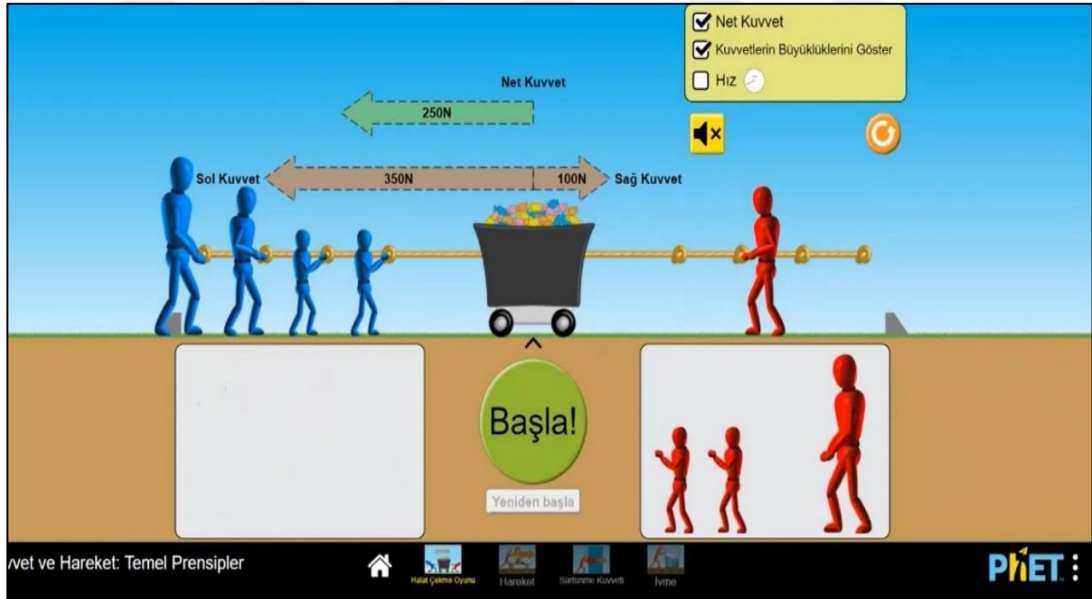 Net Kuvvet
Kuvvetlerin Büyüklüklerini Göster
Hız
Net Kuvvet
250N
Sol Kuvvet
350N
100N
Sağ Kuvvet
Başla!
Yeniden başla
vvet ve Hareket: Temel Prensipler
Halat Çekme Oyunu
Hareket
Sürtünme Kuvveti
İvme
PhET